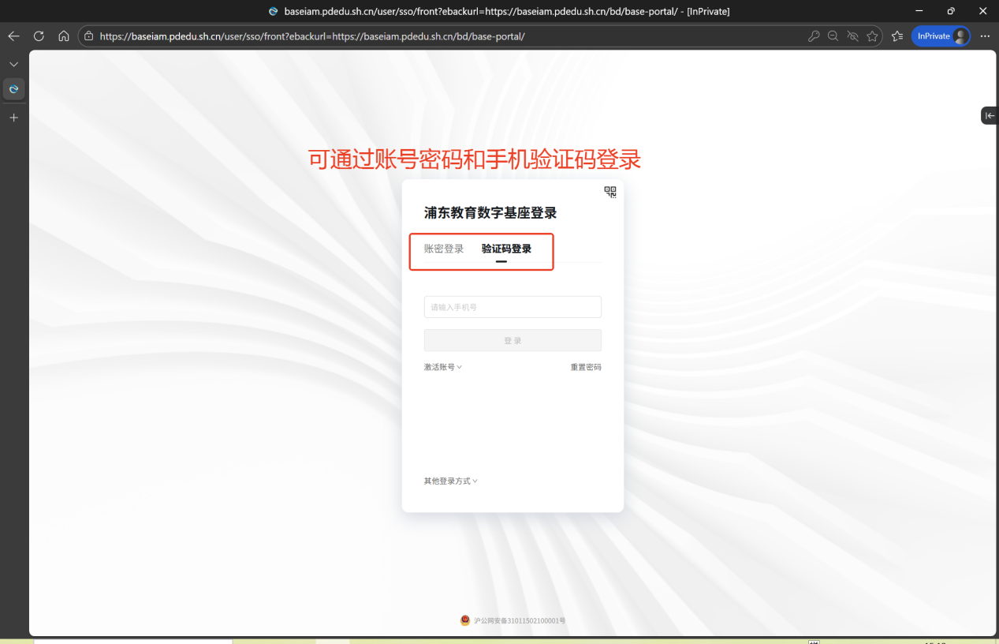 baseiam.pdedu.sh.cn/user/sso/front?ebackurl=https://baseiam.pdedu.sh.cn/bd/base-portal/ - [InPrivate]
https://baseiam.pdedu.sh.cn/user/sso/front?ebackurl=https://baseiam.pdedu.sh.cn/bd/base-portal/
InPrivate
可通过账号密码和手机验证码登录
浦东教育数字基座登录
账密登录 验证码登录
请输入手机号
登 录
激活账号 重置密码
其他登录方式
沪公网安备31011502100001号